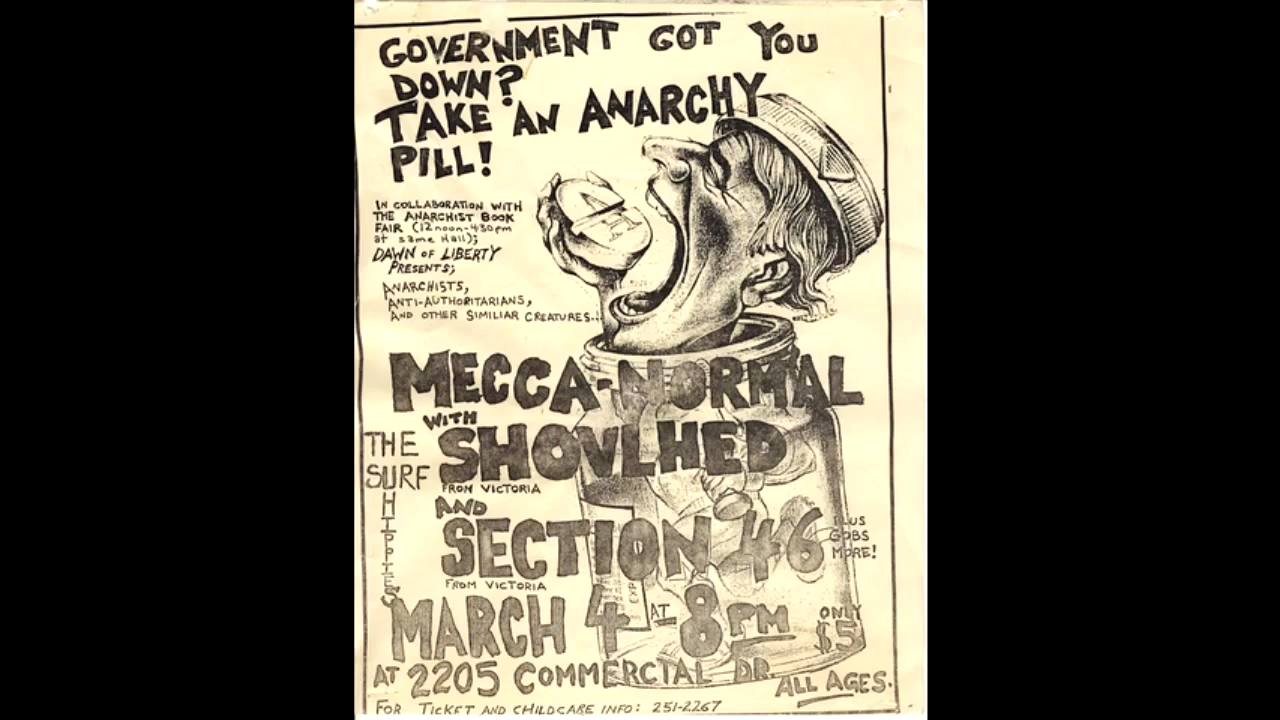 GOVERNMENT GOT YOU
DOWN?
TAKE AN ANARCHY
PILL!
IN COLLABORATION WITH
THE ANARCHIST BOOK
FAIR (12noon-4:30pm
at same Hall);
DAWN OF LIBERTY
PRESENTS;
ANARCHISTS,
ANTI-AUTHORITARIANS,
AND OTHER SIMILIAR CREATURES...
MECCA-NORMAL
WITH
THE SURF HIPPIES
SHOVLHED
FROM VICTORIA
AND
SECTION 46
PLUS
GOBS
MORE!
FROM VICTORIA
EXP
MARCH 4 AT 8PM
ONLY
$5
AT 2205 COMMERCIAL DR.
ALL AGES.
FOR TICKET AND CHILDCARE INFO: 251-2267